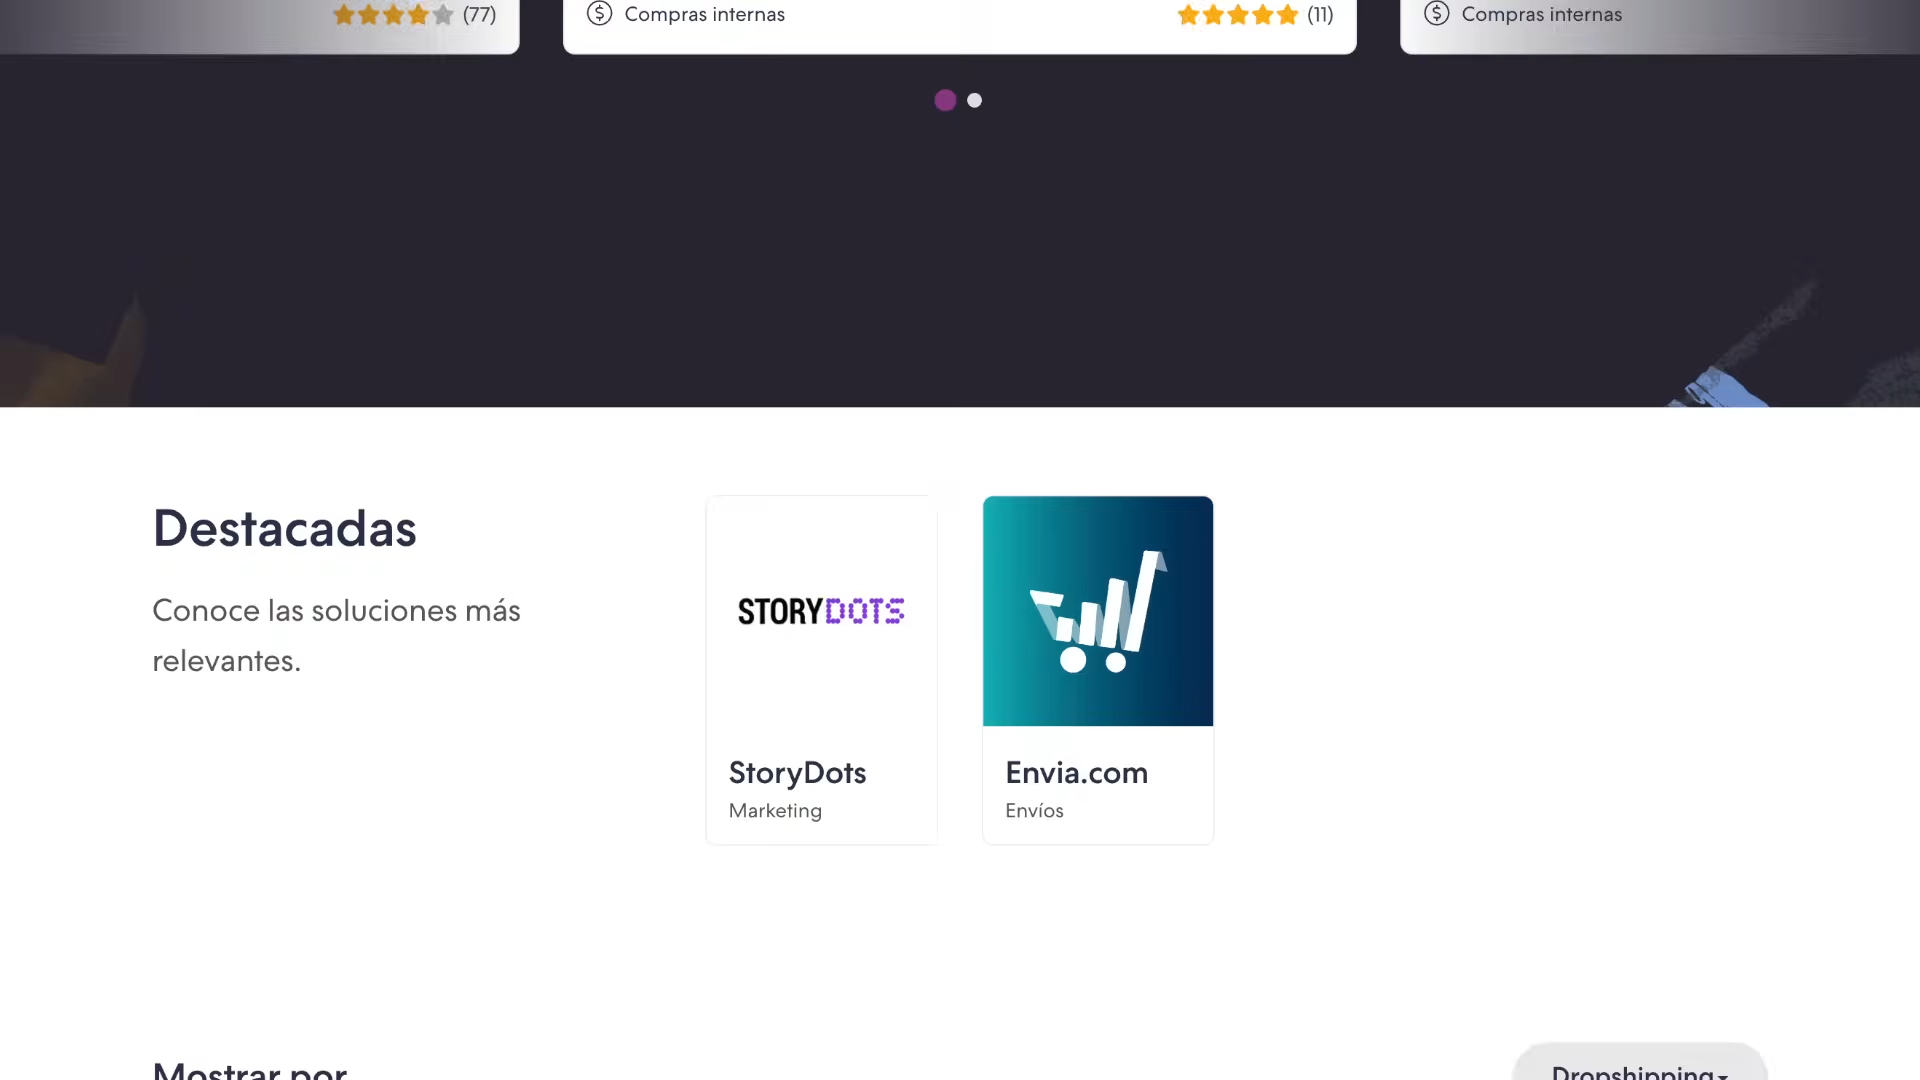 (77)
Compras internas
(11)
Compras internas
Destacadas
Conoce las soluciones más
relevantes.
STORYDOTS
StoryDots
Marketing
Envia.com
Envíos
Mostrar por
Dropshipping